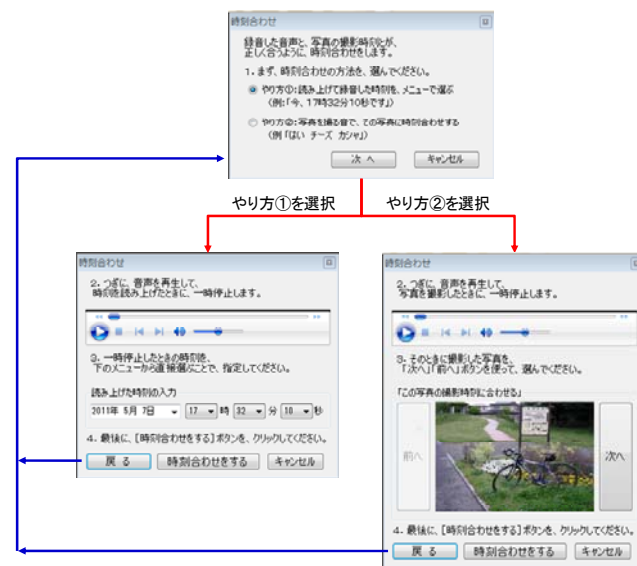 時刻合わせ
録音した音声と、写真の撮影時刻とが、
正しく合うように、時刻合わせをします。
1. まず、時刻合わせの方法を、選んでください。
やり方①:読み上げて録音した時刻を、メニューで選ぶ
(例:「今、17時32分10秒です」)
やり方②:写真を撮る音で、その写真に時刻合わせする
(例「はい チーズ カシャ」)
次 へ
キャンセル
やり方①を選択
やり方②を選択
時刻合わせ
2. つぎに、音声を再生して、
時刻を読み上げたときに、一時停止します。
3. 一時停止したときの時刻を、
下のメニューから直接選ぶことで、指定してください。
読み上げた時刻の入力
2011年 5月 7日 17 時 32 分 10 秒
4. 最後に、[時刻合わせをする]ボタンを、クリックしてください。
戻 る
時刻合わせをする
キャンセル
時刻合わせ
2. つぎに、音声を再生して、
写真を撮影したときに、一時停止します。
3. そのときに撮影した写真を、
「次へ」「前へ」ボタンを使って、選んでください。
「この写真の撮影時刻に合わせる」
前へ
次へ
4. 最後に、[時刻合わせをする]ボタンを、クリックしてください。
戻 る
時刻合わせをする
キャンセル